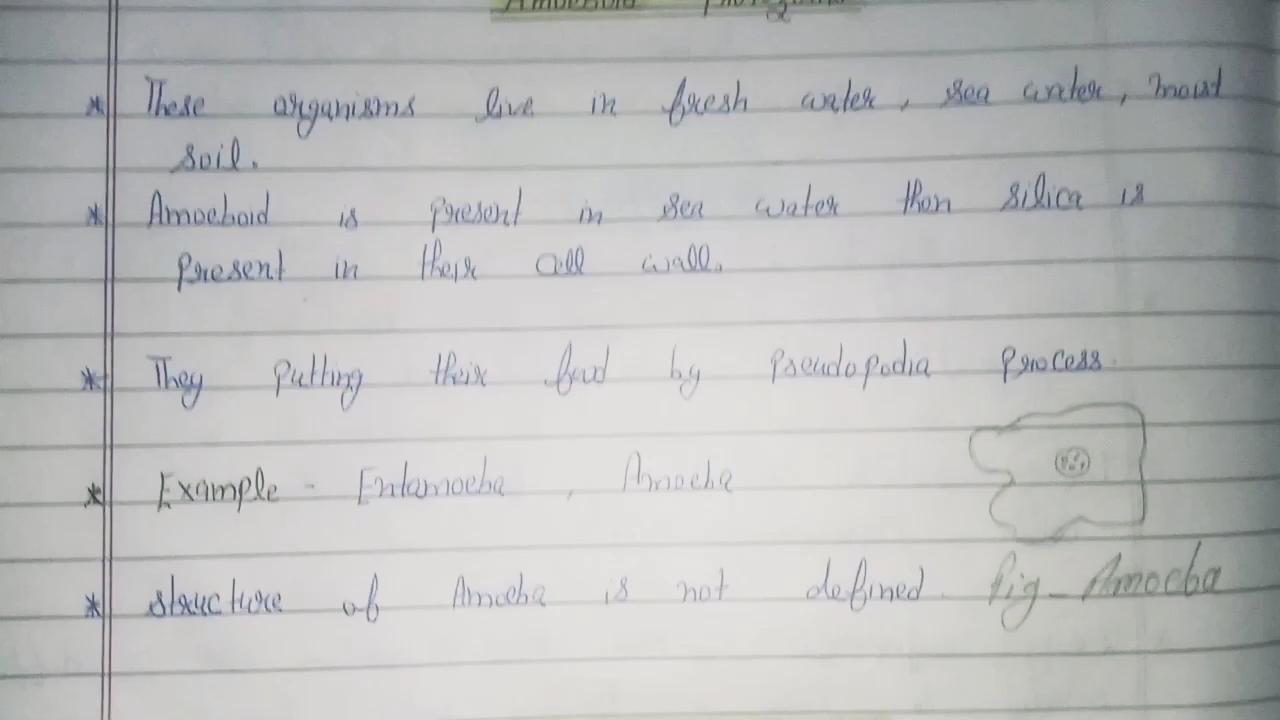 Amoeboid
* These organisms live in fresh water, sea water, moist
soil.
* Amoeboid is present in sea water than silica is
present in their cell wall.
* They putting their food by Pseudopodia Process.
* Example - Entamoeba, Amoeba
* structure of Amoeba is not defined. fig - Amoeba